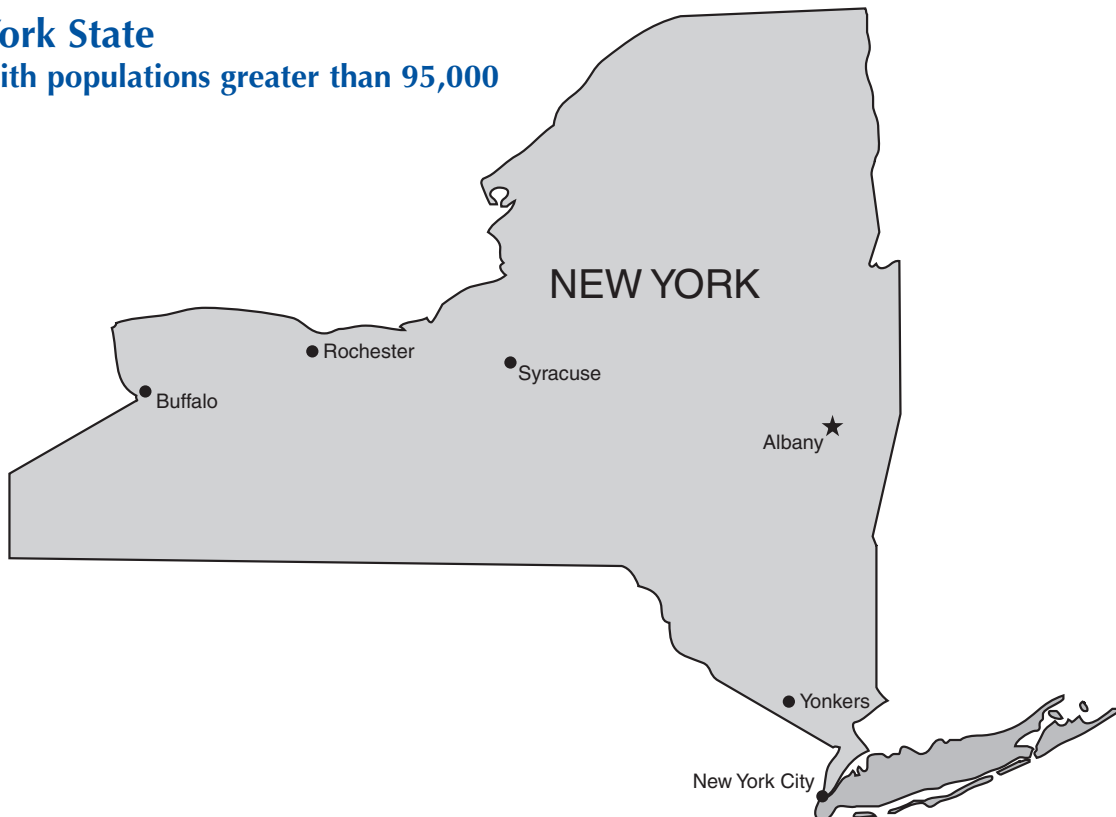 ork State
ith populations greater than 95,000
NEW YORK
Rochester
Syracuse
Buffalo
Albany
Yonkers
New York City